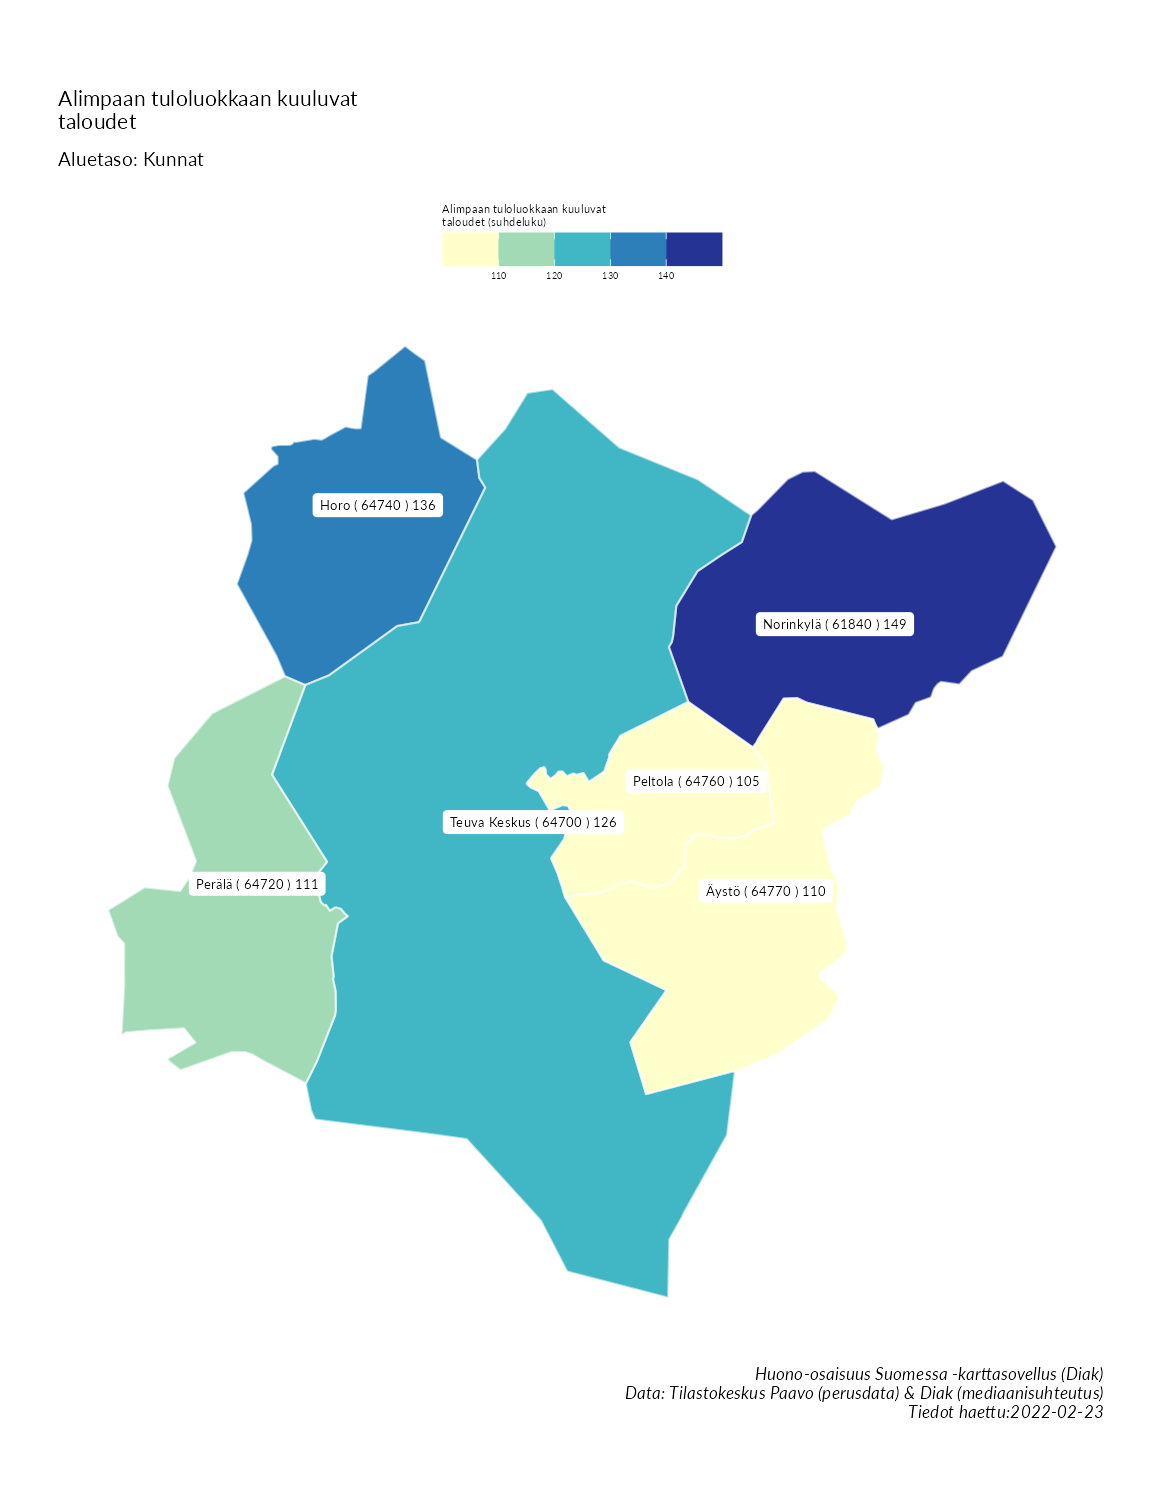 Alimpaan tuloluokkaan kuuluvat
taloudet
Aluetaso: Kunnat
Alimpaan tuloluokkaan kuuluvat
taloudet (suhdeluku)
110 120 130 140
Horo ( 64740 ) 136
Norinkylä ( 61840 ) 149
Peltola ( 64760 ) 105
Teuva Keskus ( 64700 ) 126
Perälä ( 64720 ) 111
Äystö ( 64770 ) 110
Huono-osaisuus Suomessa -karttasovellus (Diak)
Data: Tilastokeskus Paavo (perusdata) & Diak (mediaanisuhteutus)
Tiedot haettu:2022-02-23